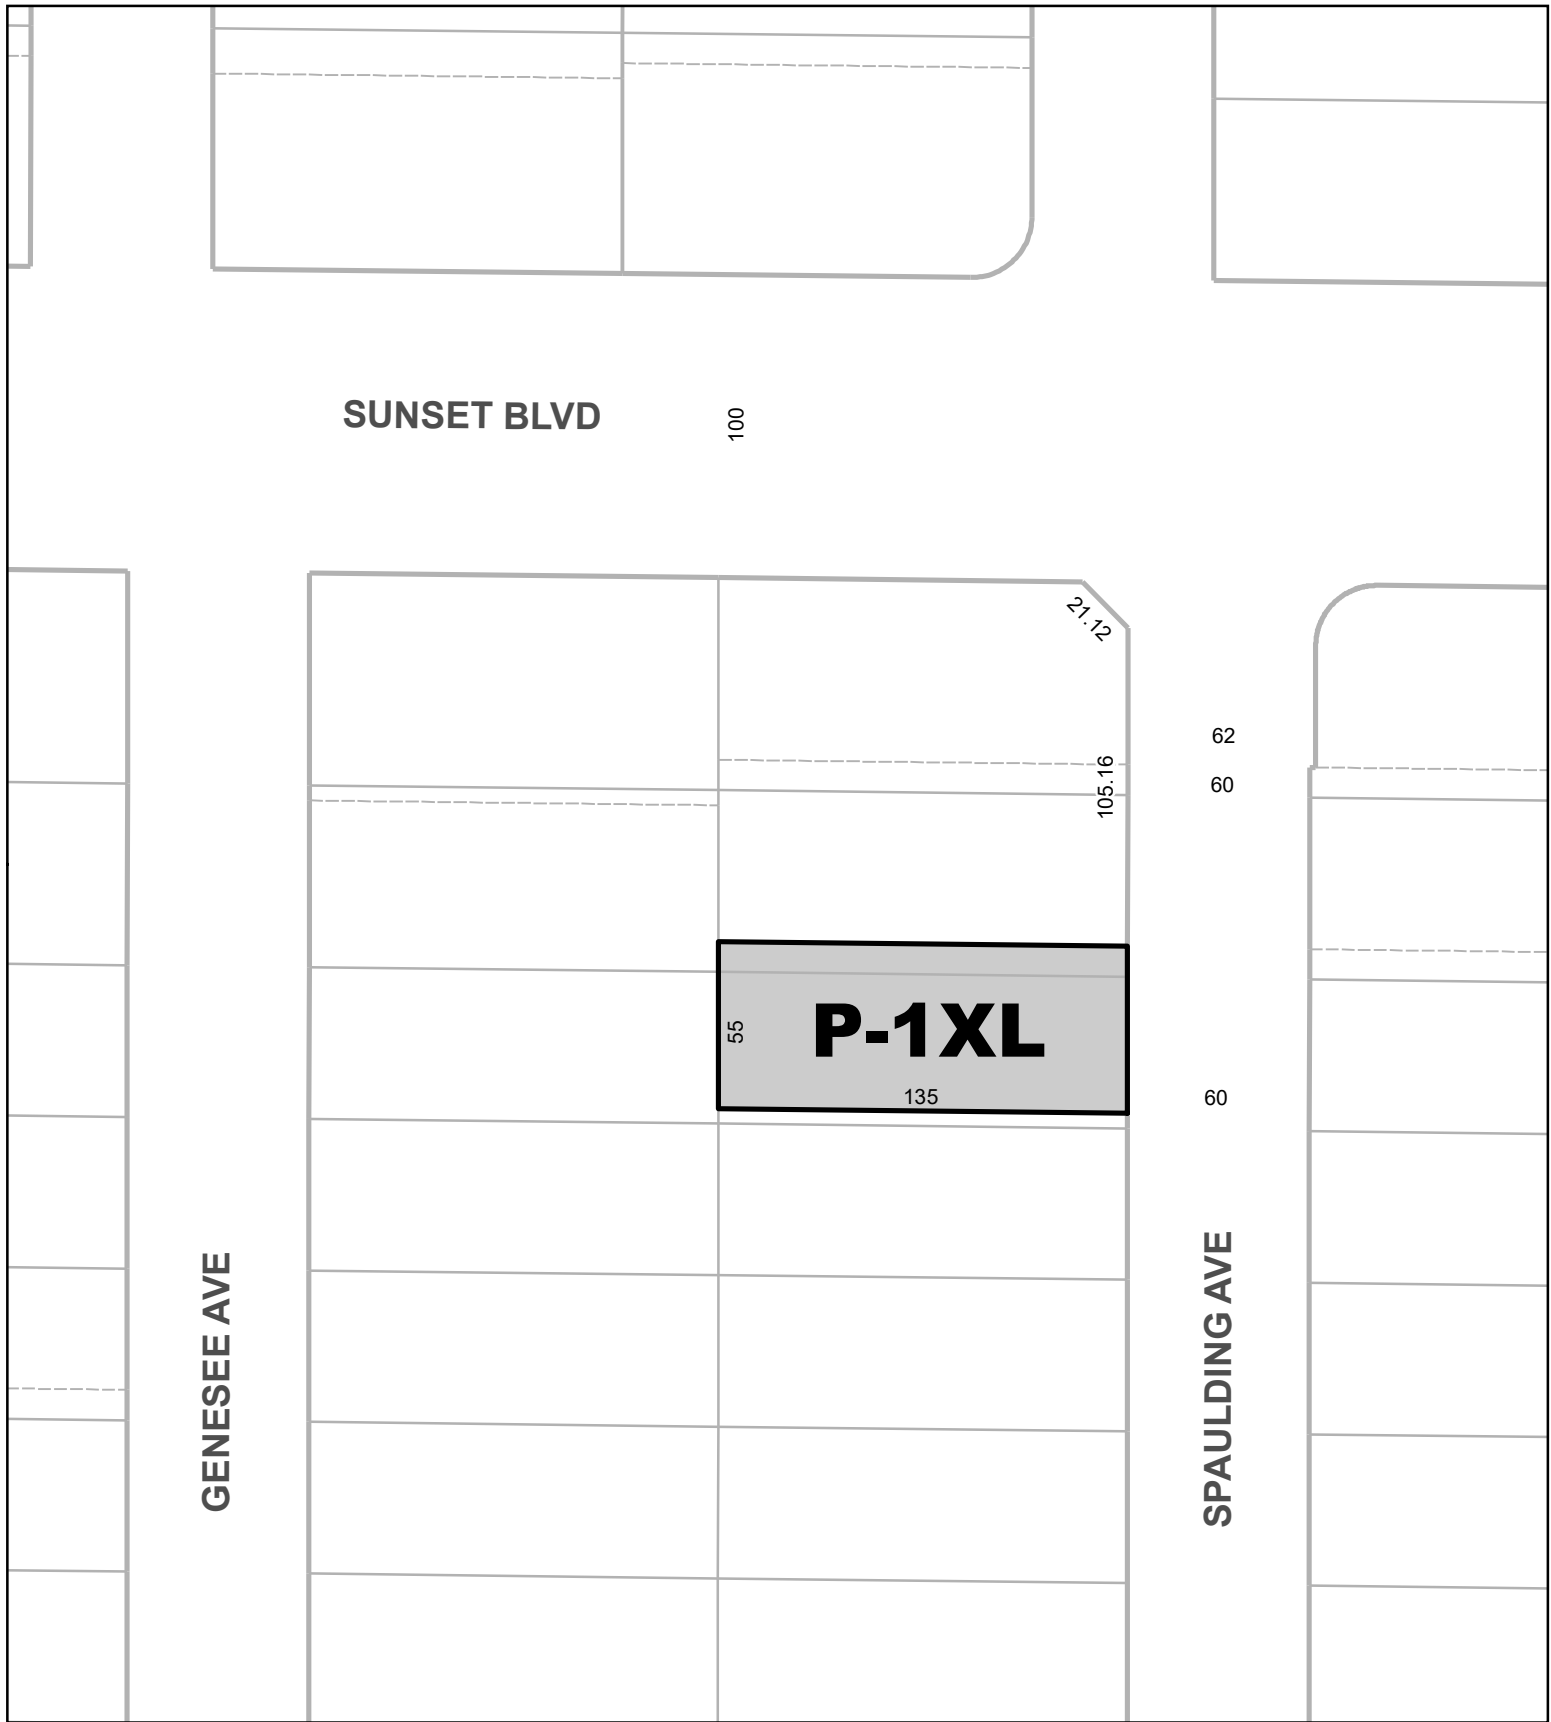 SUNSET BLVD
100
21.12
62
105.16
60
P-1XL
55
135
60
GENESEE AVE
SPAULDING AVE